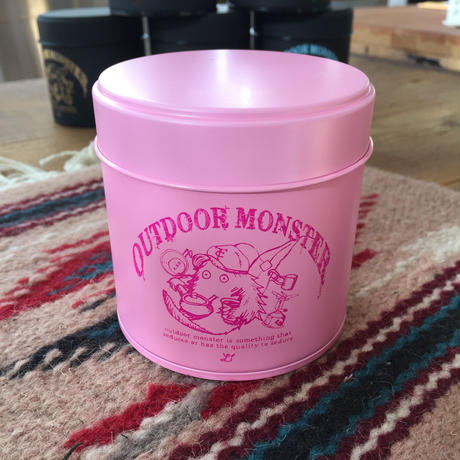 OUTDOOR MONSTER
outdoor monster is something that
seduces or has the quality to seduce